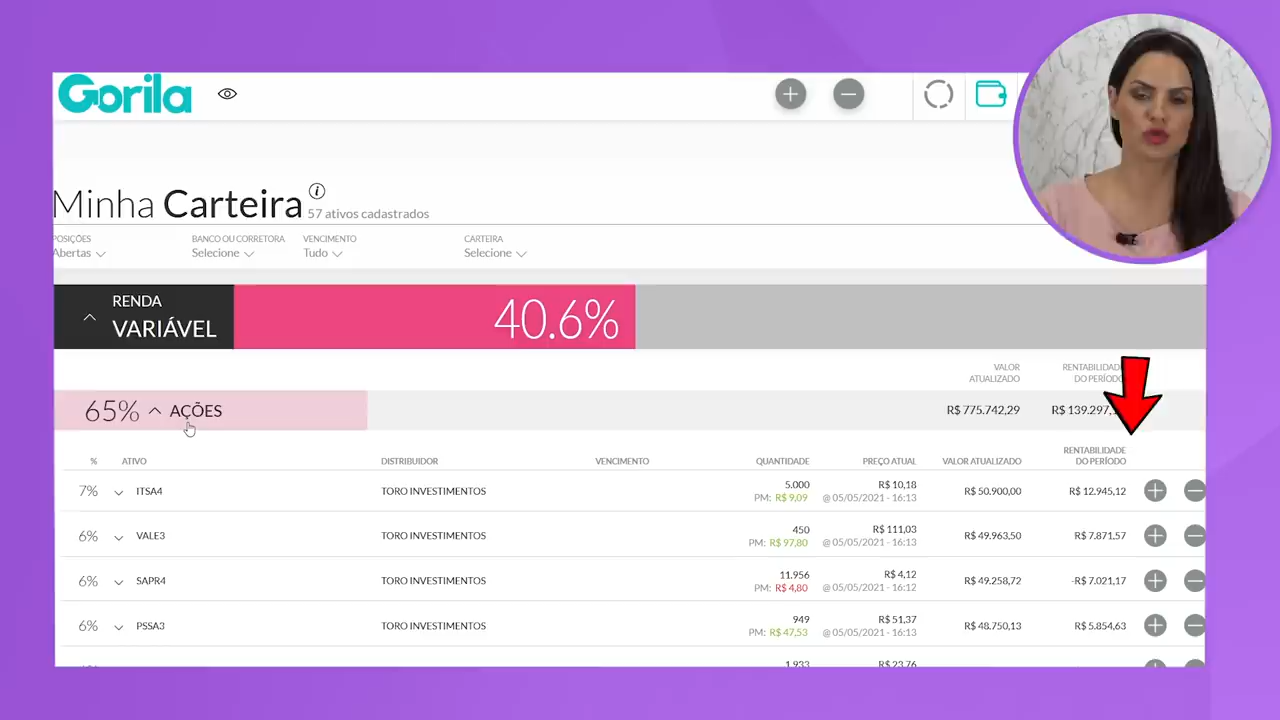 Gorila
Minha Carteira i 57 ativos cadastrados
POSIÇÕES BANCO OU CORRETORA VENCIMENTO CARTEIRA
Abertas Selecione Tudo Selecione
RENDA
VARIÁVEL
40.6%
VALOR ATUALIZADO
RENTABILIDADE DO PERÍODO
65% AÇÕES R$ 775.742,29 R$ 139.297,
% ATIVO DISTRIBUIDOR VENCIMENTO QUANTIDADE PREÇO ATUAL VALOR ATUALIZADO RENTABILIDADE DO PERÍODO
7% ITSA4 TORO INVESTIMENTOS 5.000 R$ 10,18 R$ 50.900,00 R$ 12.945,12
PM: R$ 9,09 @ 05/05/2021 - 16:13
6% VALE3 TORO INVESTIMENTOS 450 R$ 111,03 R$ 49.963,50 R$ 7.871,57
PM: R$ 97,80 @ 05/05/2021 - 16:13
6% SAPR4 TORO INVESTIMENTOS 11.956 R$ 4,12 R$ 49.258,72 -R$ 7.021,17
PM: R$ 4,80 @ 05/05/2021 - 16:12
6% PSSA3 TORO INVESTIMENTOS 949 R$ 51,37 R$ 48.750,13 R$ 5.854,63
PM: R$ 47,53 @ 05/05/2021 - 16:13
1.933 R$ 23,76